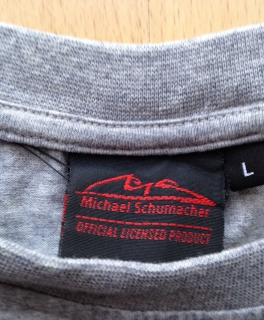 Michael Schumacher
OFFICIAL LICENSED PRODUCT
L